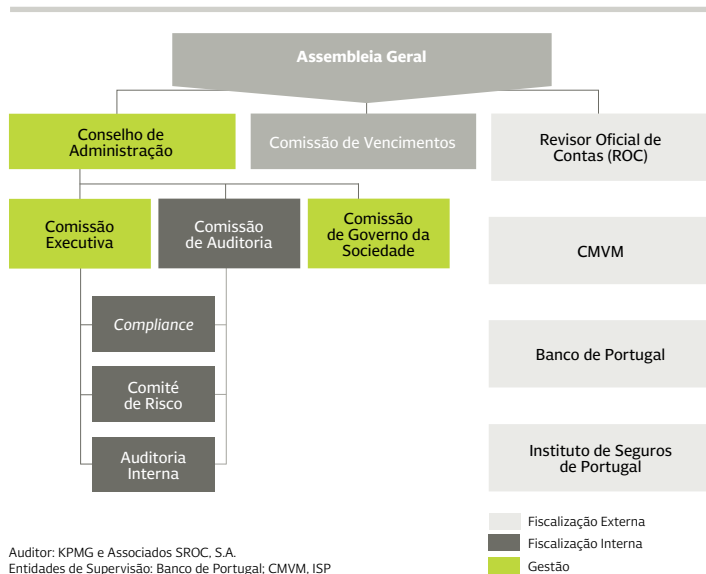 Assembleia Geral
Conselho de
Administração
Comissão de Vencimentos
Revisor Oficial de
Contas (ROC)
Comissão
Executiva
Comissão
de Auditoria
Comissão
de Governo da
Sociedade
CMVM
Compliance
Banco de Portugal
Comité
de Risco
Auditoria
Interna
Instituto de Seguros
de Portugal
Fiscalização Externa
Fiscalização Interna
Gestão
Auditor: KPMG e Associados SROC, S.A.
Entidades de Supervisão: Banco de Portugal; CMVM, ISP